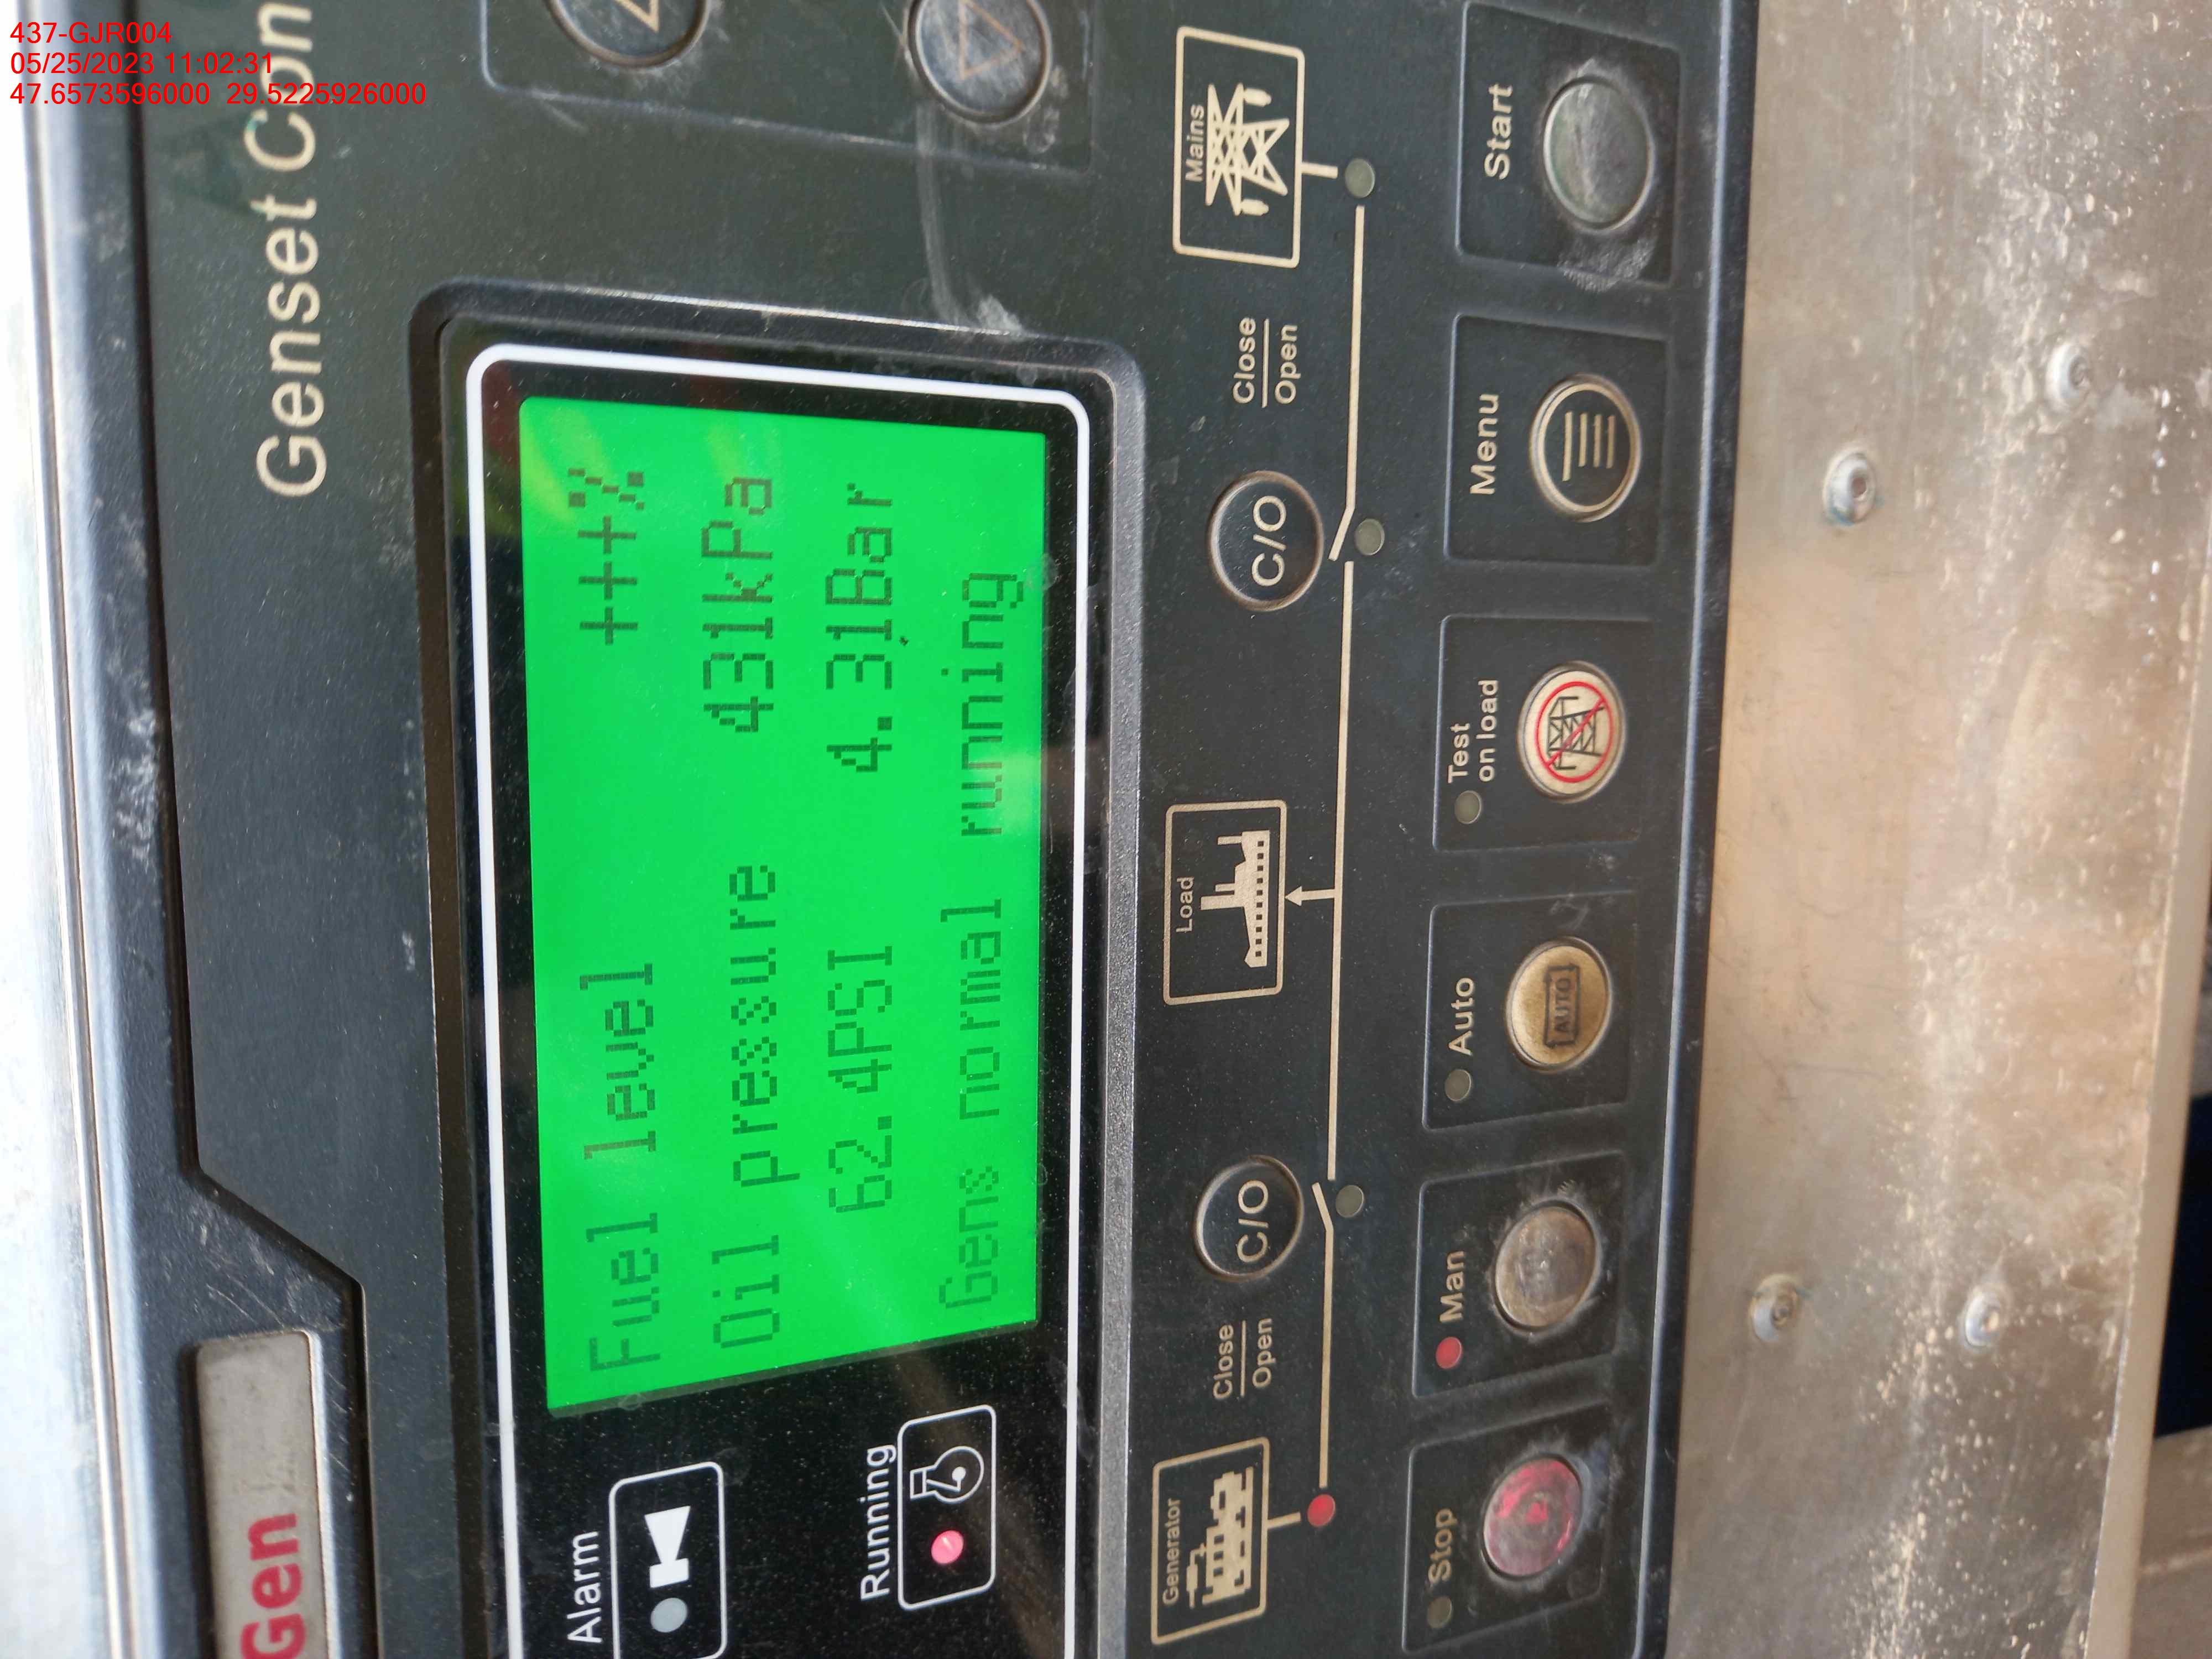 437-GJR004
05/25/2023 11:02:31
47.6573596000 29.5225926000
Gen
Genset Con
Fuel level +++%
Oil pressure 431kPa
62.4PSI 4.31Bar
Gens normal running
Alarm
Running
Generator
Close
Open
C/O
Load
C/O
Close
Open
Mains
Stop
Man
Auto
AUTO
Test
on load
Menu
Start